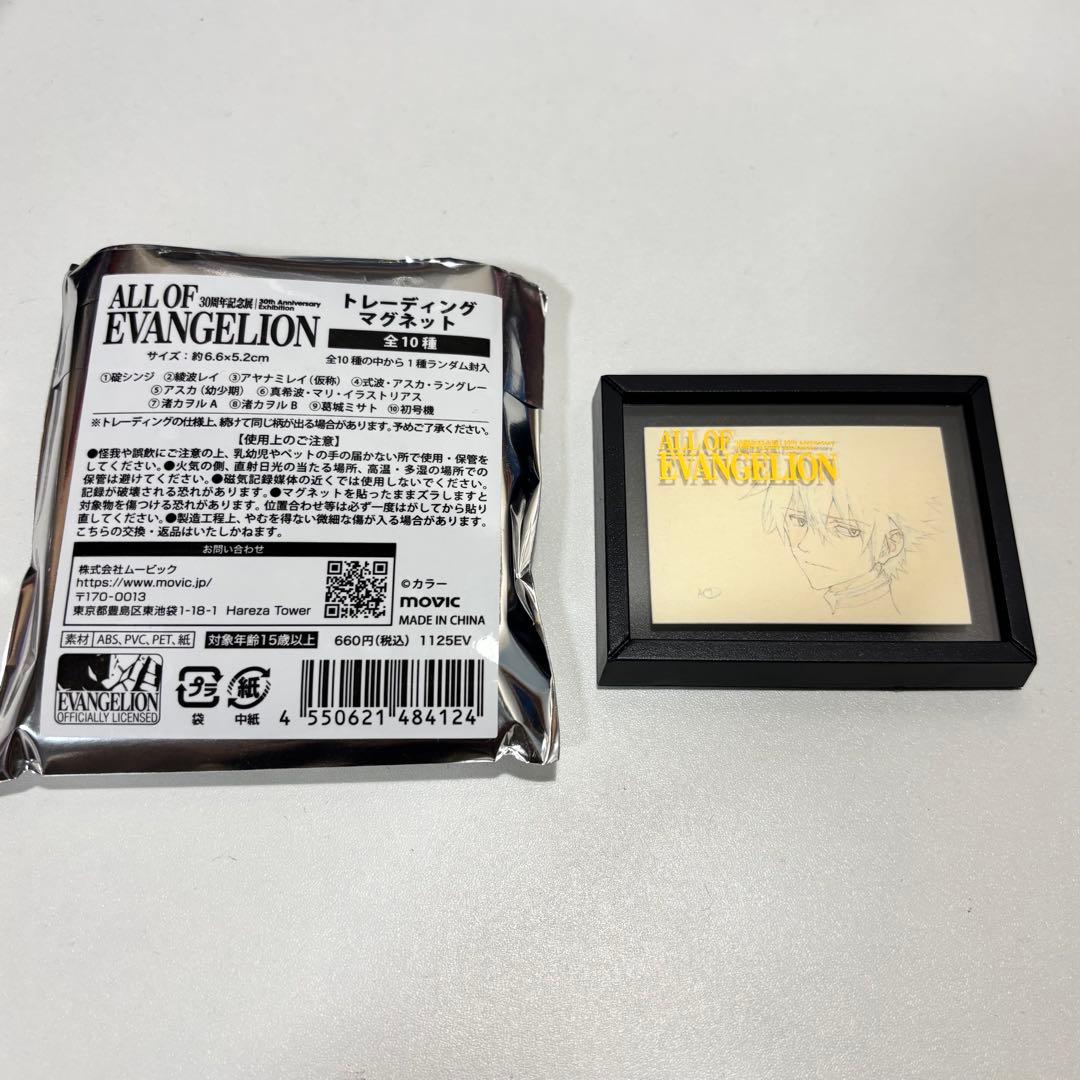 ALL OF
30周年記念展 30th Anniversary Exhibition
EVANGELION
トレーディング
マグネット
全10種
サイズ：約6.6×5.2cm
全10種の中から1種ランダム封入
①碇シンジ ②綾波レイ ③アヤナミレイ（仮称） ④式波・アスカ・ラングレー
⑤アスカ（幼少期） ⑥真希波・マリ・イラストリアス
⑦渚カヲルA ⑧渚カヲルB ⑨葛城ミサト ⑩初号機
※トレーディングの仕様上、続けて同じ柄が出る場合があります。予めご了承ください。
【使用上のご注意】
●怪我や誤飲にご注意の上、乳幼児やペットの手の届かない所で使用・保管を
してください。●火気の側、直射日光の当たる場所、高温・多湿の場所での
保管は避けてください。●磁気記録媒体の近くでは使用しないでください。
記録が破壊される恐れがあります。●マグネットを貼ったままズラしますと
対象物を傷つける恐れがあります。位置合わせ等は必ず一度はがしてから貼り
直してください。●製造工程上、やむを得ない微細な傷が入る場合があります。
こちらの交換・返品はいたしかねます。
お問い合わせ
株式会社ムービック
https://www.movic.jp/
〒170-0013
東京都豊島区東池袋1-18-1 Hareza Tower
©カラー
movic
MADE IN CHINA
素材 ABS、PVC、PET、紙 対象年齢15歳以上 660円（税込） 1125EV
EVANGELION
OFFICIALLY LICENSED
プラ
袋
紙
中紙
4 550621 484124
ALL OF
30周年記念展 30th Anniversary Exhibition
EVANGELION